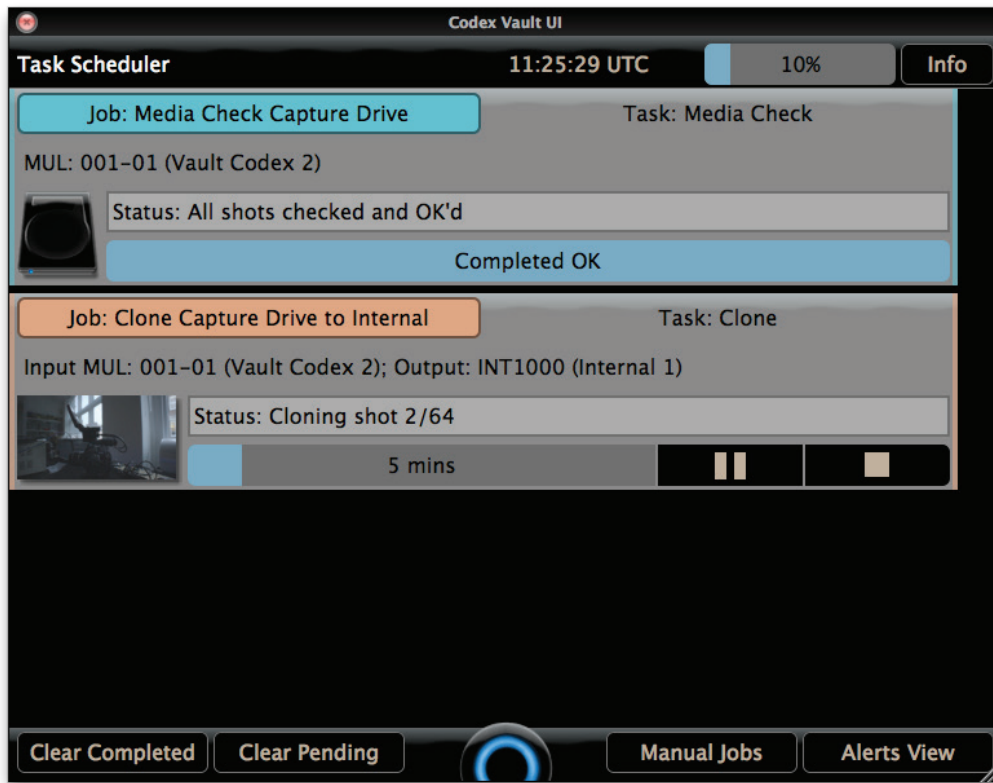 Codex Vault UI
Task Scheduler 11:25:29 UTC 10% Info
Job: Media Check Capture Drive Task: Media Check
MUL: 001-01 (Vault Codex 2)
Status: All shots checked and OK'd
Completed OK
Job: Clone Capture Drive to Internal Task: Clone
Input MUL: 001-01 (Vault Codex 2); Output: INT1000 (Internal 1)
Status: Cloning shot 2/64
5 mins
Clear Completed Clear Pending Manual Jobs Alerts View